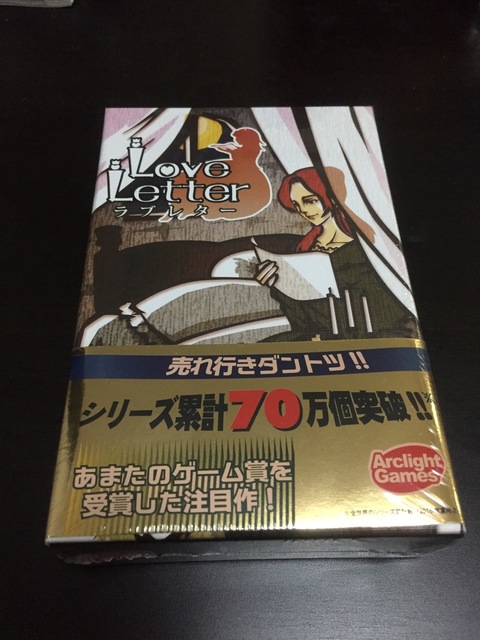 Love
Letter
ラブレター
売れ行きダントツ!!
シリーズ累計70万個突破!!※
あまたのゲーム賞を
受賞した注目作!
Arclight
Games